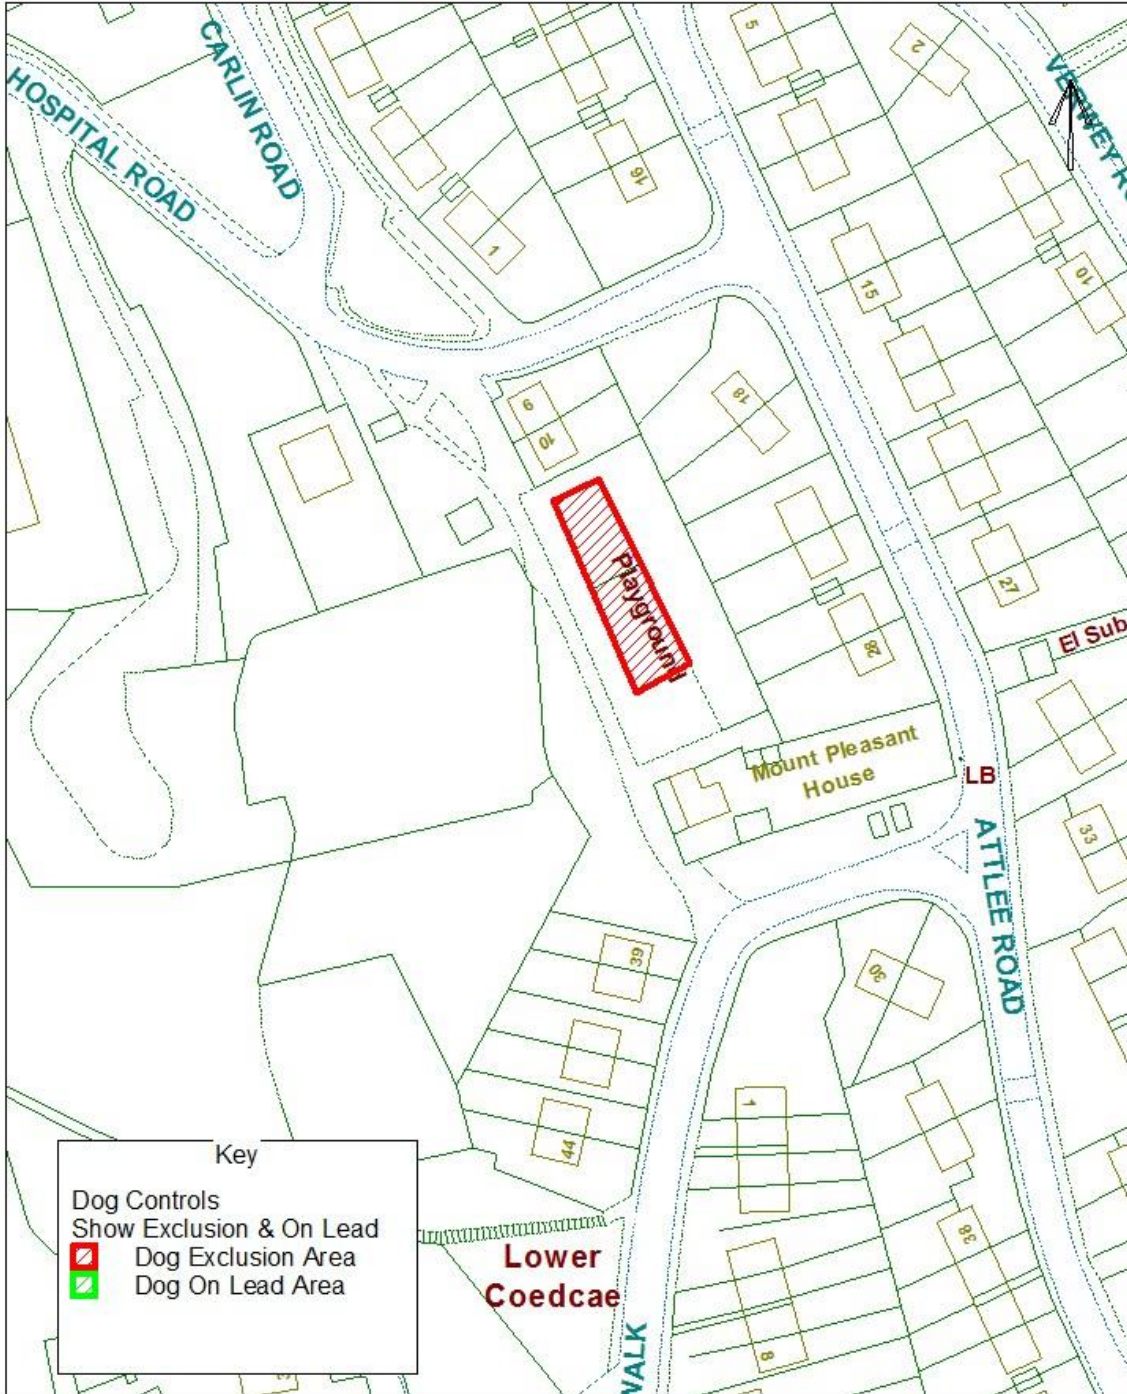 5
2
CARLIN ROAD
HOSPITAL ROAD
16
1
15
10
9
10
18
Playground
27
28
El Sub
Mount Pleasant
House
LB
33
ATTLEE ROAD
39
30
1
44
38
Key
Dog Controls
Show Exclusion & On Lead
Dog Exclusion Area
Dog On Lead Area
Lower
Coedcae
WALK
8